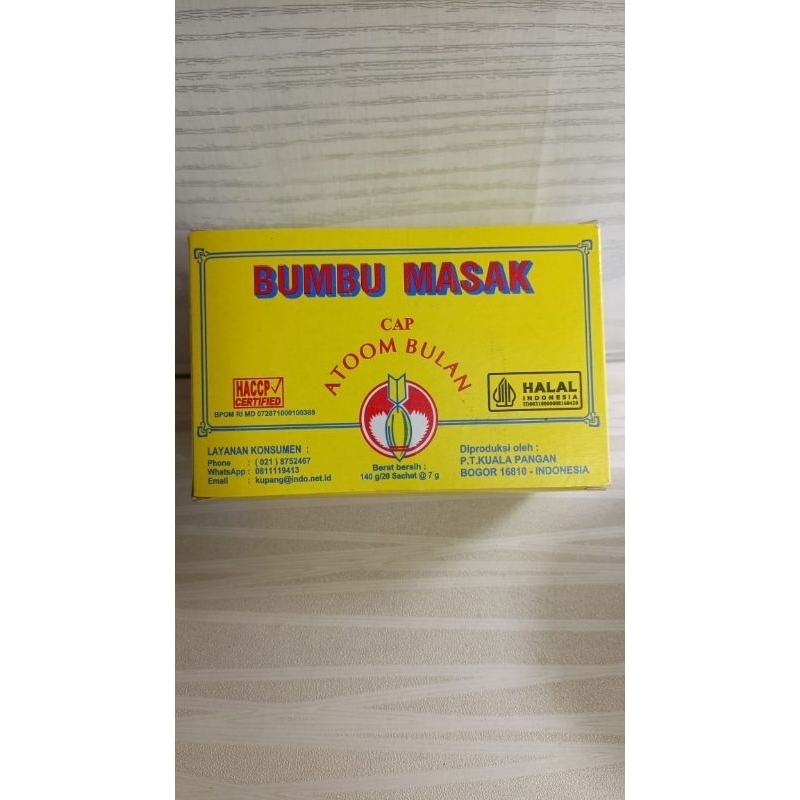 BUMBU MASAK
CAP
ATOOM BULAN
HACCP
CERTIFIED
BPOM RI MD 072871000100385
HALAL
INDONESIA
LAYANAN KONSUMEN :
Phone : ( 021 ) 8752467
WhatsApp : 0811119413
Email : kupang@indo.net.id
Berat bersih :
140 g/20 Sachet @ 7 g
Diproduksi oleh :
P.T.KUALA PANGAN
BOGOR 16810 - INDONESIA